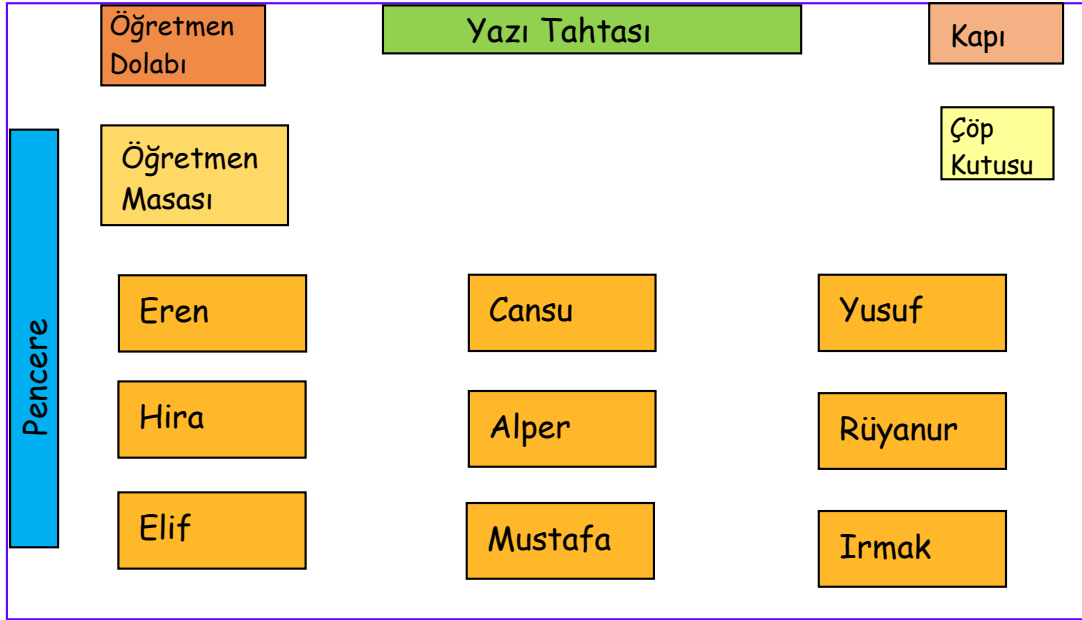 Öğretmen
Dolabı
Yazı Tahtası
Kapı
Çöp
Kutusu
Öğretmen
Masası
Pencere
Eren
Cansu
Yusuf
Hira
Alper
Rüyanur
Elif
Mustafa
Irmak